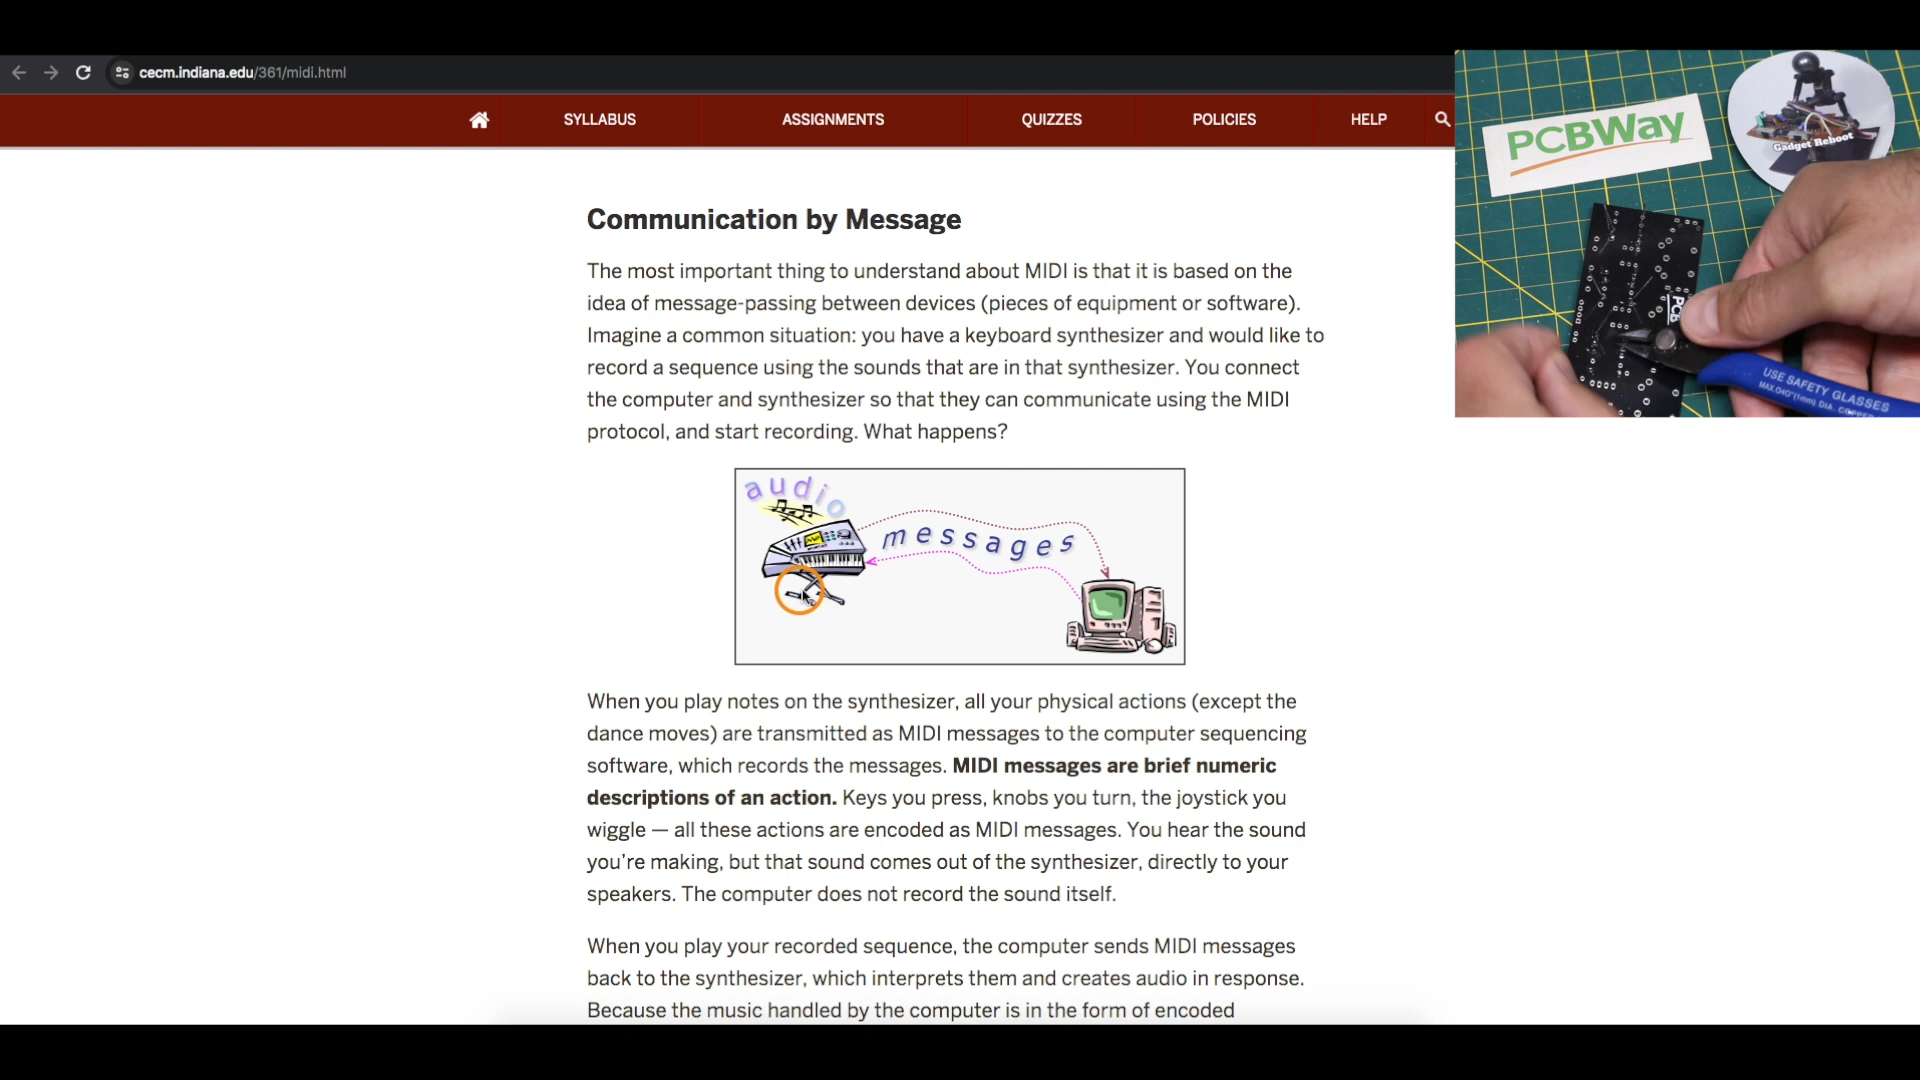 cecm.indiana.edu/361/midi.html
SYLLABUS ASSIGNMENTS QUIZZES POLICIES HELP
PCBWay
Gadget Reboot
PCB
USE SAFETY GLASSES
Communication by Message
The most important thing to understand about MIDI is that it is based on the
idea of message-passing between devices (pieces of equipment or software).
Imagine a common situation: you have a keyboard synthesizer and would like to
record a sequence using the sounds that are in that synthesizer. You connect
the computer and synthesizer so that they can communicate using the MIDI
protocol, and start recording. What happens?
audio
messages
When you play notes on the synthesizer, all your physical actions (except the
dance moves) are transmitted as MIDI messages to the computer sequencing
software, which records the messages. MIDI messages are brief numeric
descriptions of an action. Keys you press, knobs you turn, the joystick you
wiggle — all these actions are encoded as MIDI messages. You hear the sound
you're making, but that sound comes out of the synthesizer, directly to your
speakers. The computer does not record the sound itself.
When you play your recorded sequence, the computer sends MIDI messages
back to the synthesizer, which interprets them and creates audio in response.
Because the music handled by the computer is in the form of encoded